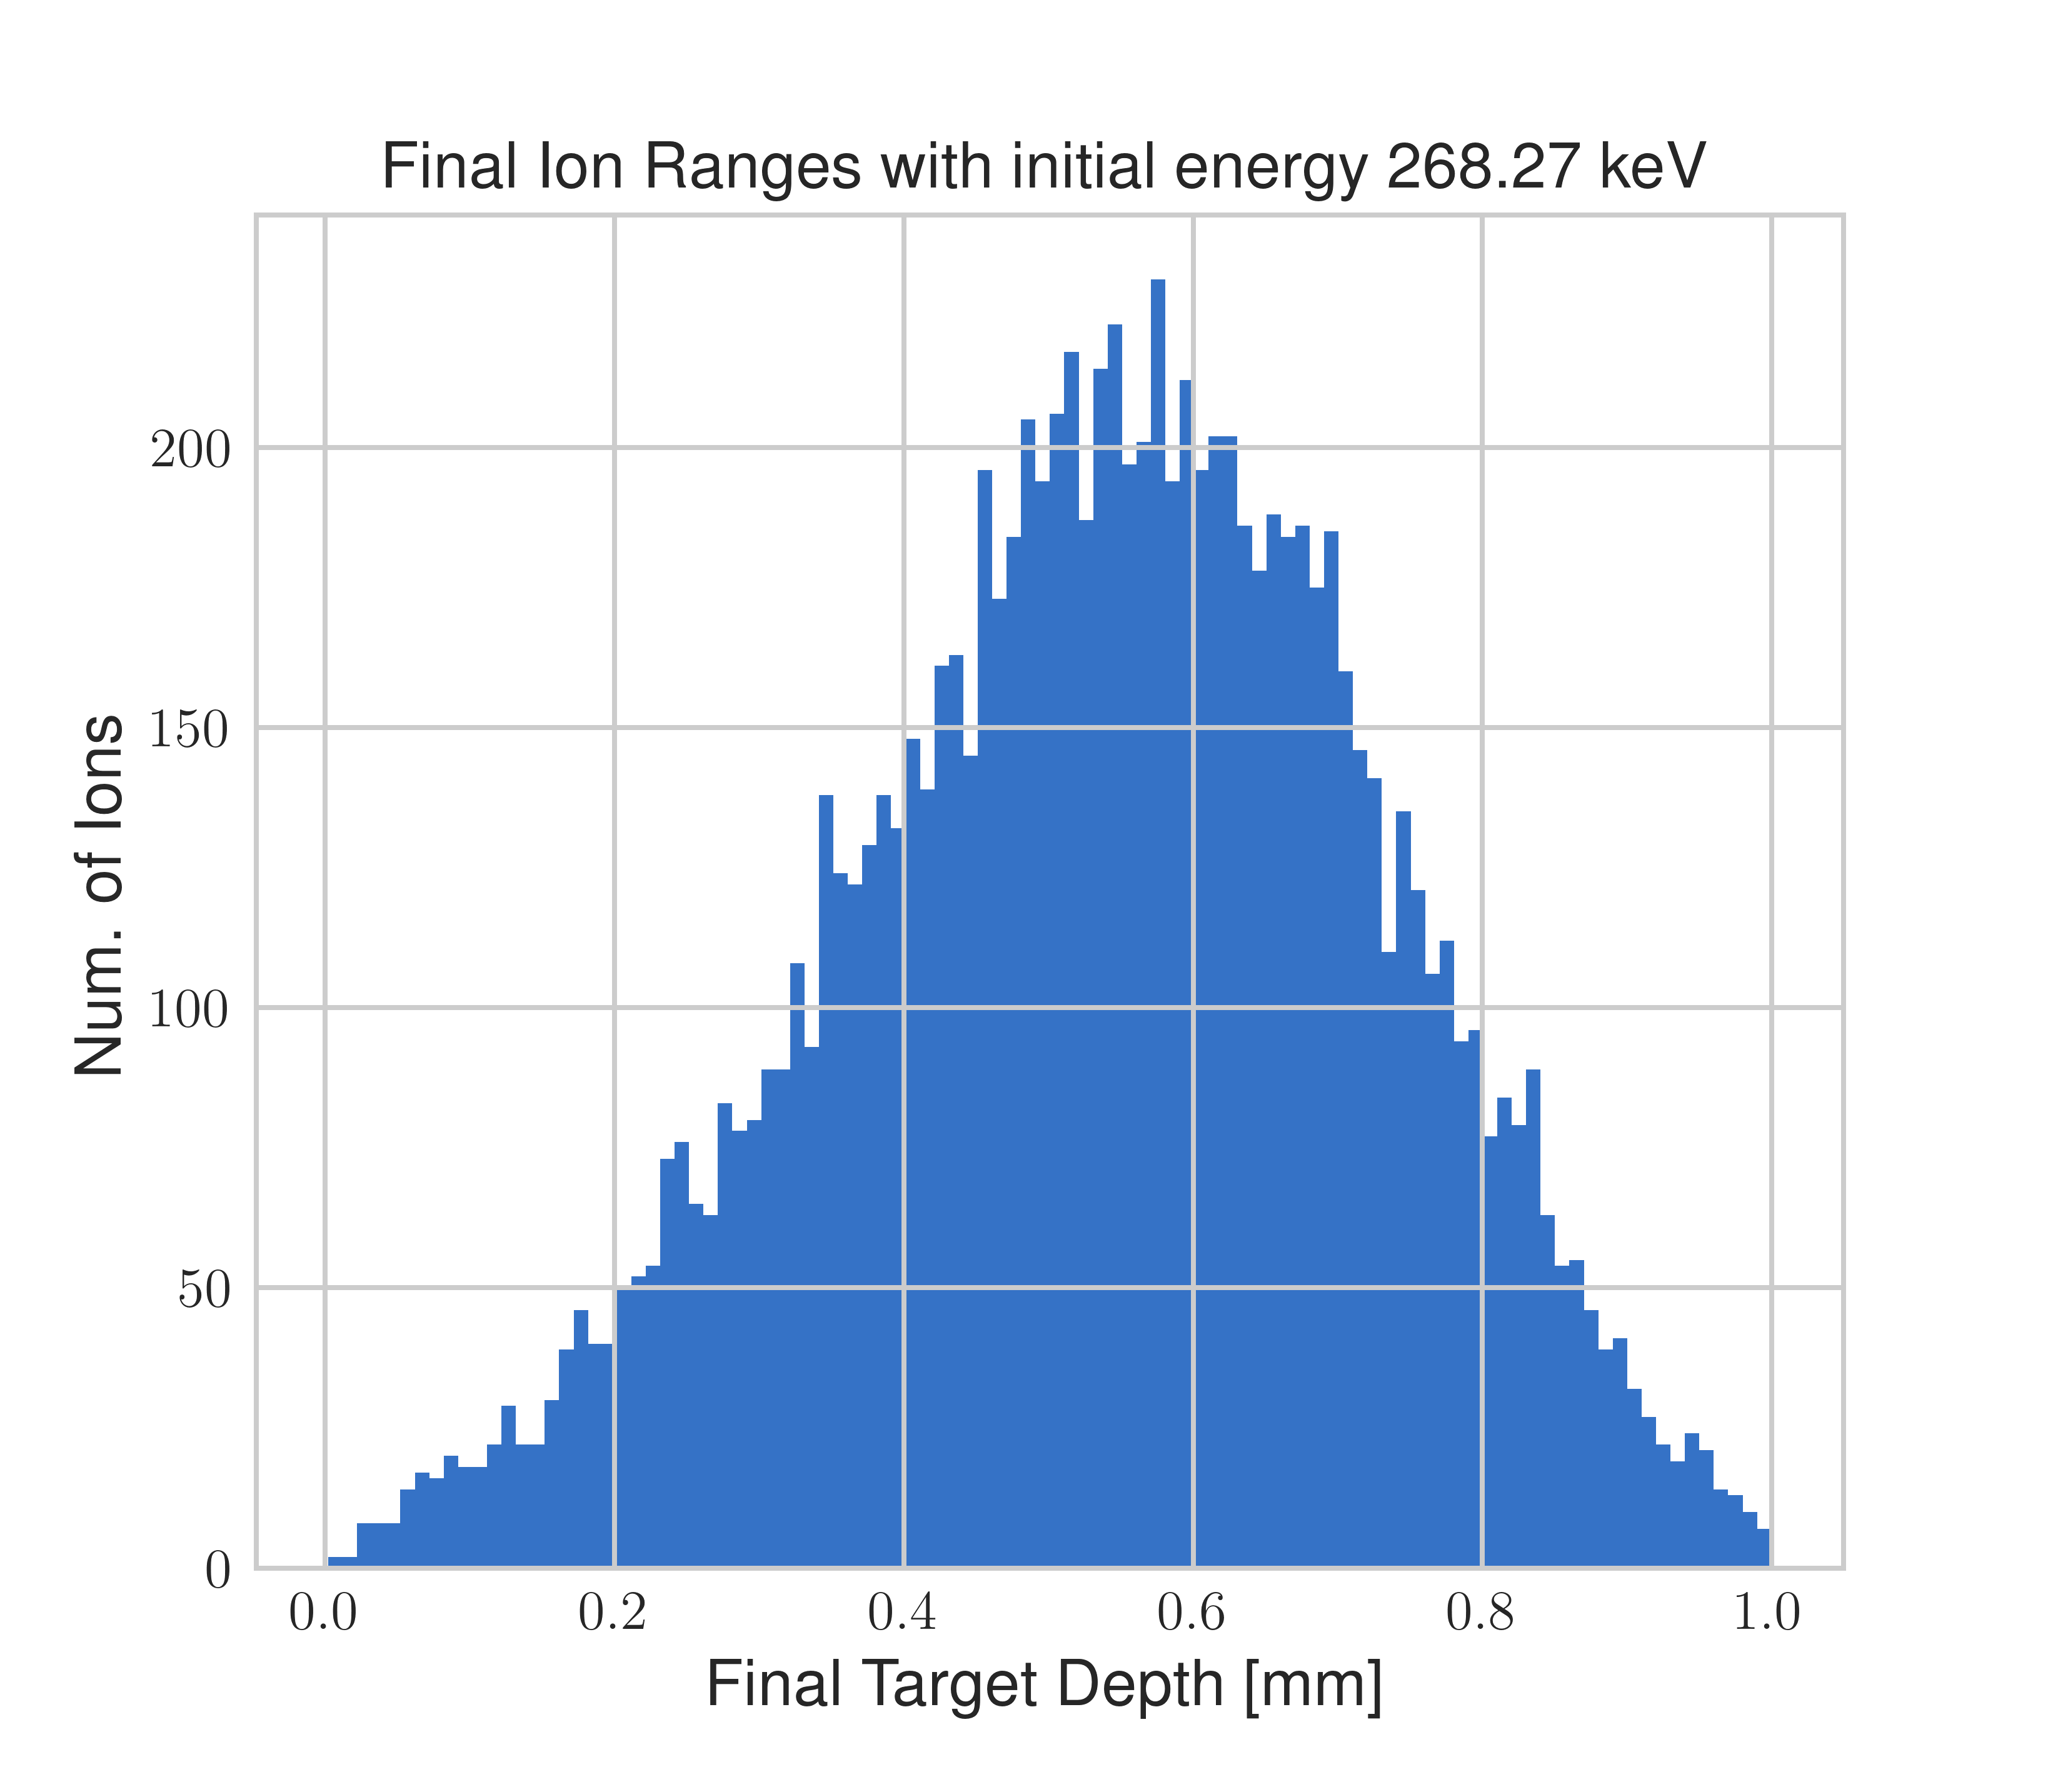 Final Ion Ranges with initial energy 268.27 keV
Num. of Ions
200
150
100
50
0
0.0 0.2 0.4 0.6 0.8 1.0
Final Target Depth [mm]